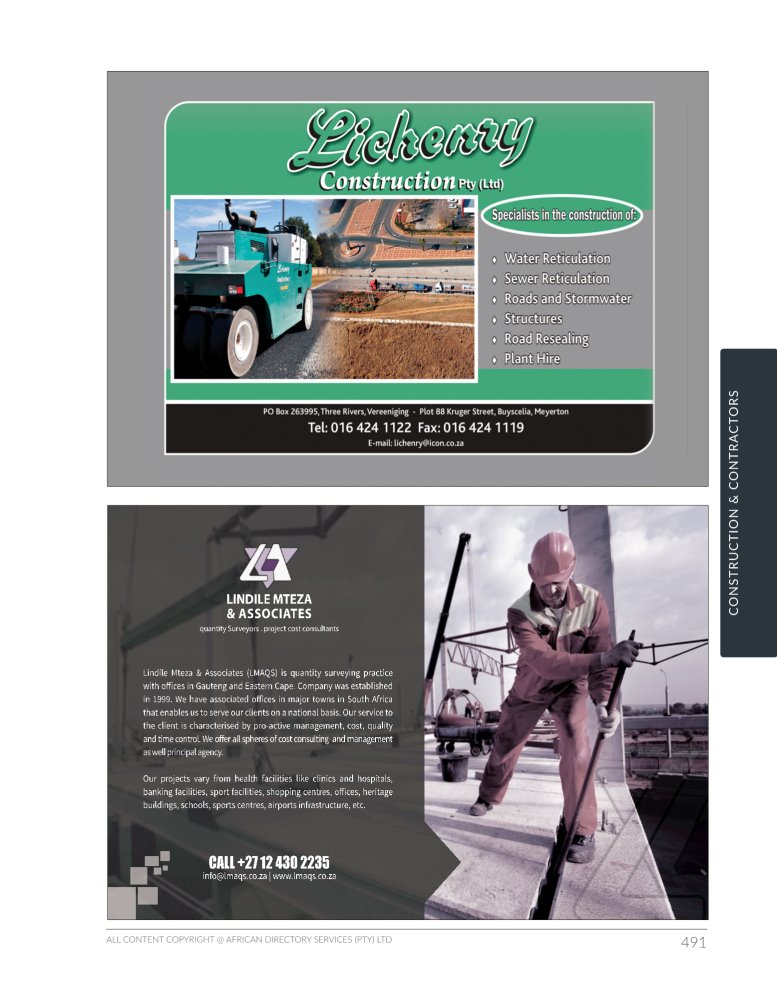 Lichenry
Construction Pty (Ltd)
Specialists in the construction of:
Water Reticulation
Sewer Reticulation
Roads and Stormwater
Structures
Road Resealing
Plant Hire
PO Box 263995, Three Rivers, Vereeniging - Plot 88 Kruger Street, Buyscelia, Meyerton
Tel: 016 424 1122 Fax: 016 424 1119
E-mail: lichenry@icon.co.za
CONSTRUCTION & CONTRACTORS
LINDILE MTEZA
& ASSOCIATES
quantity Surveyors . project cost consultants
Lindile Mteza & Associates (LMAQS) is quantity surveying practice
with offices in Gauteng and Eastern Cape. Company was established
in 1999. We have associated offices in major towns in South Africa
that enables us to serve our clients on a national basis. Our service to
the client is characterised by pro-active management, cost, quality
and time control. We offer all spheres of cost consulting and management
as well principal agency.
Our projects vary from health facilities like clinics and hospitals,
banking facilities, sport facilities, shopping centres, offices, heritage
buildings, schools, sports centres, airports infrastructure, etc.
CALL +27 12 430 2235
info@lmaqs.co.za | www.lmaqs.co.za
ALL CONTENT COPYRIGHT @ AFRICAN DIRECTORY SERVICES (PTY) LTD
491